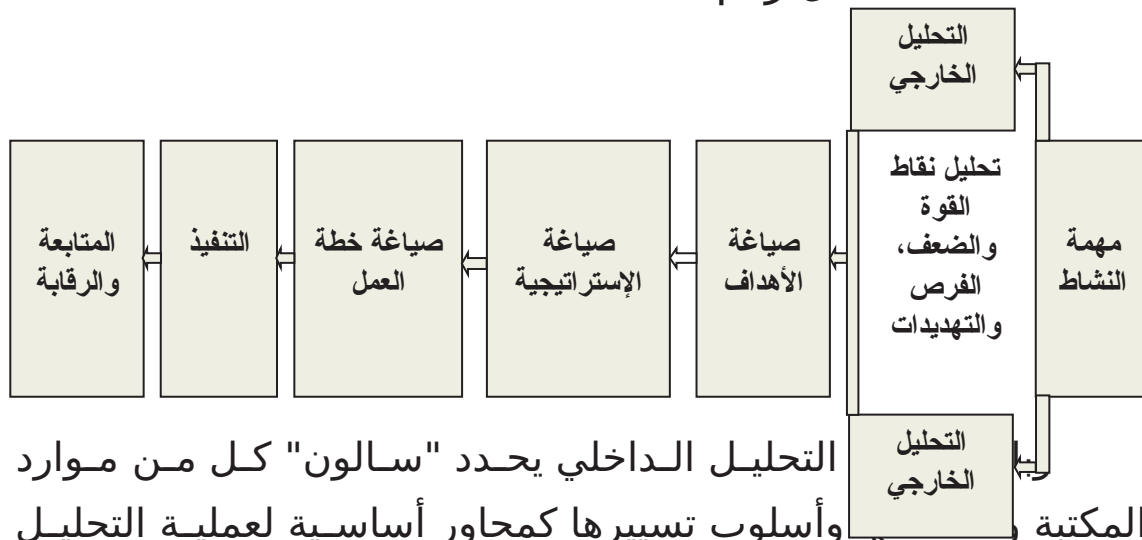 التحليل
الخارجي
مهمة
النشاط
تحليل نقاط
القوة
والضعف،
الفرص
والتهديدات
صياغة
الأهداف
صياغة
الإستراتيجية
صياغة خطة
العمل
التنفيذ
المتابعة
والرقابة
التحليل
الخارجي
التحليل الداخلي يحدد "سالون" كل من موارد
المكتبة وأسلوب تسييرها كمحاور أساسية لعملية التحليل